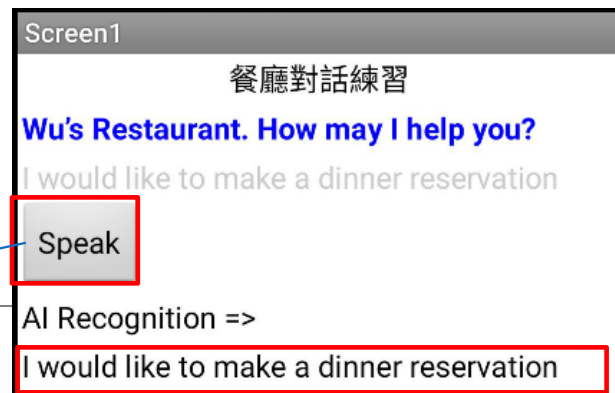 Screen1
餐廳對話練習
Wu's Restaurant. How may I help you?
I would like to make a dinner reservation
Speak
AI Recognition =>
I would like to make a dinner reservation